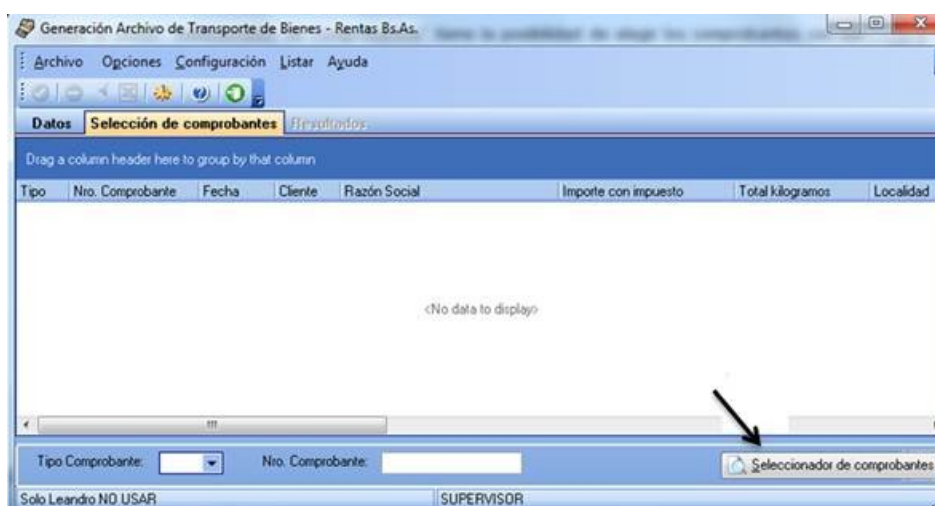 Generación Archivo de Transporte de Bienes - Rentas Bs.As.
Archivo Opciones Configuración Listar Ayuda
Datos Selección de comprobantes Resultados
Drag a column header here to group by that column
Tipo Nro. Comprobante Fecha Cliente Razón Social Importe con impuesto Total kilogramos Localidad
<No data to display>
Tipo Comprobante: Nro. Comprobante: Seleccionador de comprobantes
Solo Leandro NO USAR SUPERVISOR